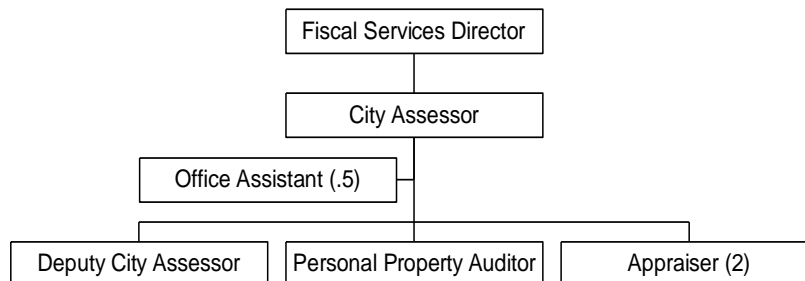 Fiscal Services Director
City Assessor
Office Assistant (.5)
Deputy City Assessor
Personal Property Auditor
Appraiser (2)